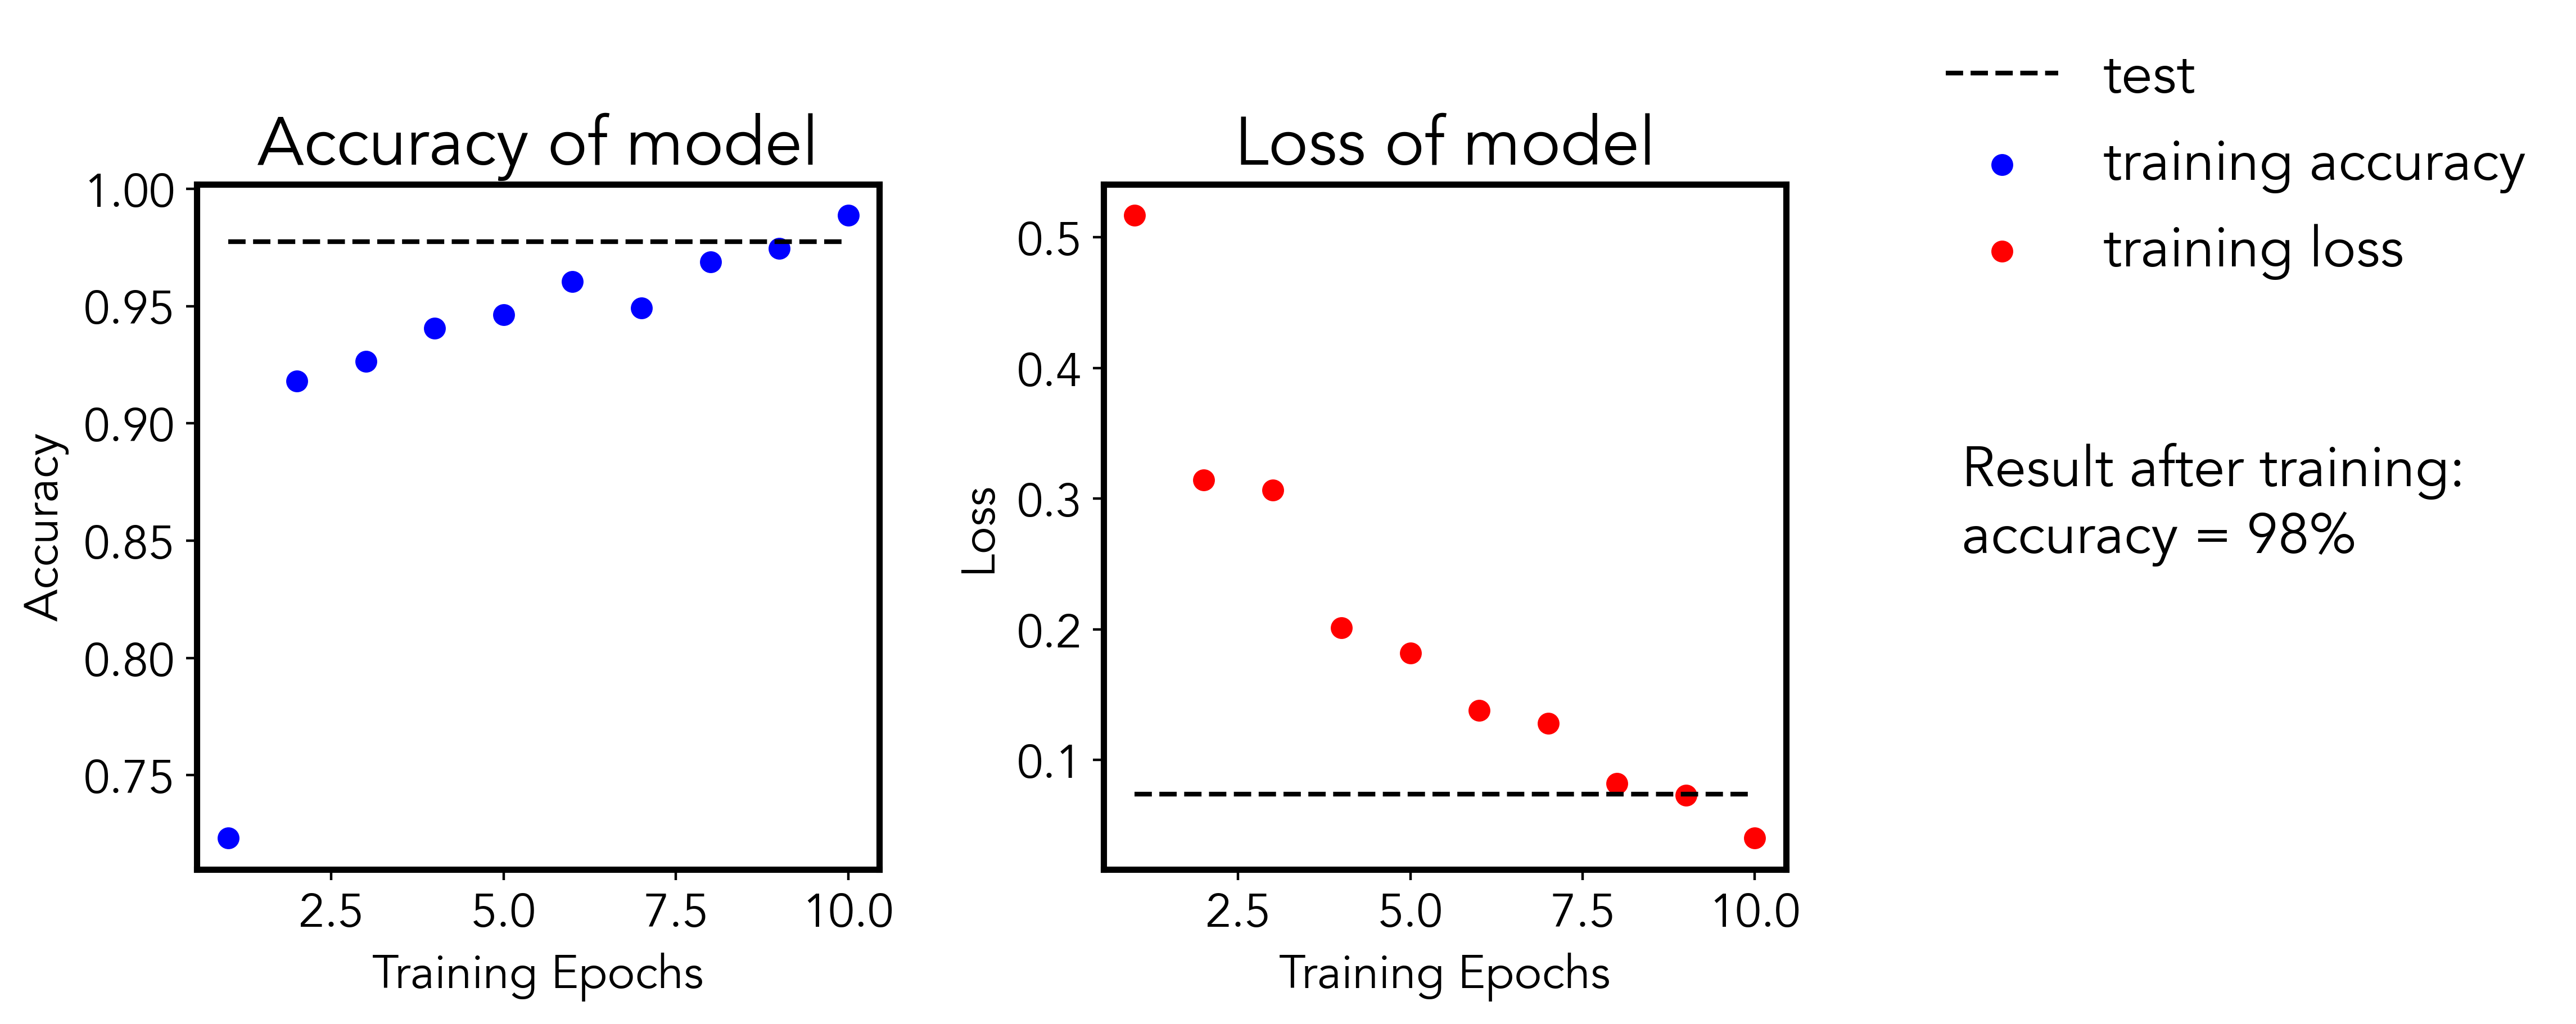 Accuracy of model
1.00
0.95
0.90
0.85
0.80
0.75
Accuracy
2.5 5.0 7.5 10.0
Training Epochs
Loss of model
0.5
0.4
0.3
0.2
0.1
Loss
2.5 5.0 7.5 10.0
Training Epochs
test
training accuracy
training loss
Result after training:
accuracy = 98%